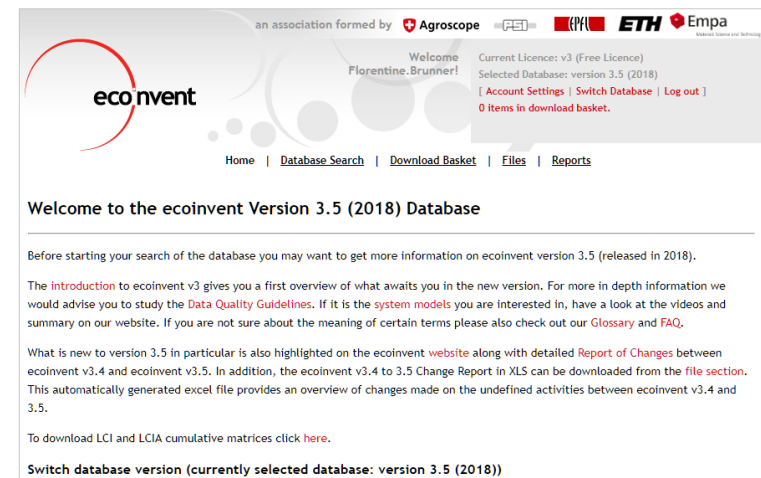 an association formed by Agroscope PSI EPFL ETH Empa
Materials Science and Technology
Welcome
Florentine.Brunner!
Current Licence: v3 (Free Licence)
Selected Database: version 3.5 (2018)
[ Account Settings | Switch Database | Log out ]
0 items in download basket.
ecoinvent
Home | Database Search | Download Basket | Files | Reports
Welcome to the ecoinvent Version 3.5 (2018) Database
Before starting your search of the database you may want to get more information on ecoinvent version 3.5 (released in 2018).
The introduction to ecoinvent v3 gives you a first overview of what awaits you in the new version. For more in depth information we
would advise you to study the Data Quality Guidelines. If it is the system models you are interested in, have a look at the videos and
summary on our website. If you are not sure about the meaning of certain terms please also check out our Glossary and FAQ.
What is new to version 3.5 in particular is also highlighted on the ecoinvent website along with detailed Report of Changes between
ecoinvent v3.4 and ecoinvent v3.5. In addition, the ecoinvent v3.4 to 3.5 Change Report in XLS can be downloaded from the file section.
This automatically generated excel file provides an overview of changes made on the undefined activities between ecoinvent v3.4 and
3.5.
To download LCI and LCIA cumulative matrices click here.
Switch database version (currently selected database: version 3.5 (2018))